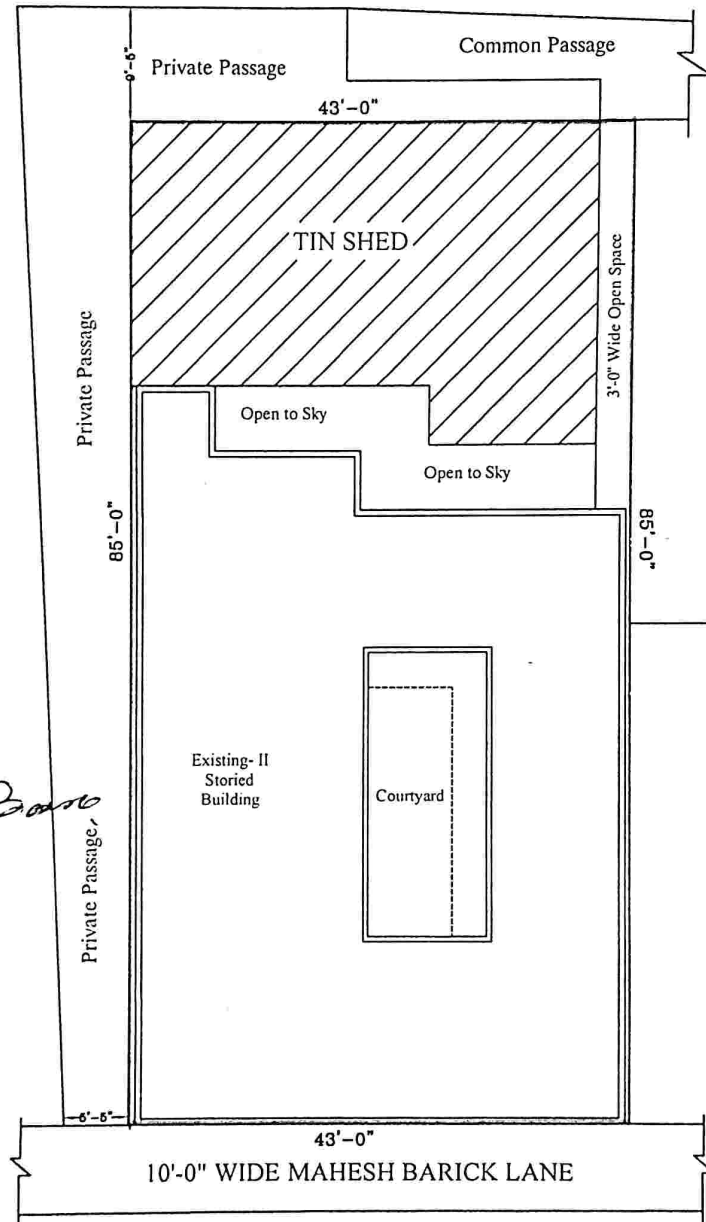 Common Passage
Private Passage
43'-0"
TIN SHED
3'-0" Wide Open Space
Private Passage
Open to Sky
Open to Sky
85'-0"
85'-0"
Existing- II
Storied
Building
Courtyard
Private Passage,
43'-0"
10'-0" WIDE MAHESH BARICK LANE